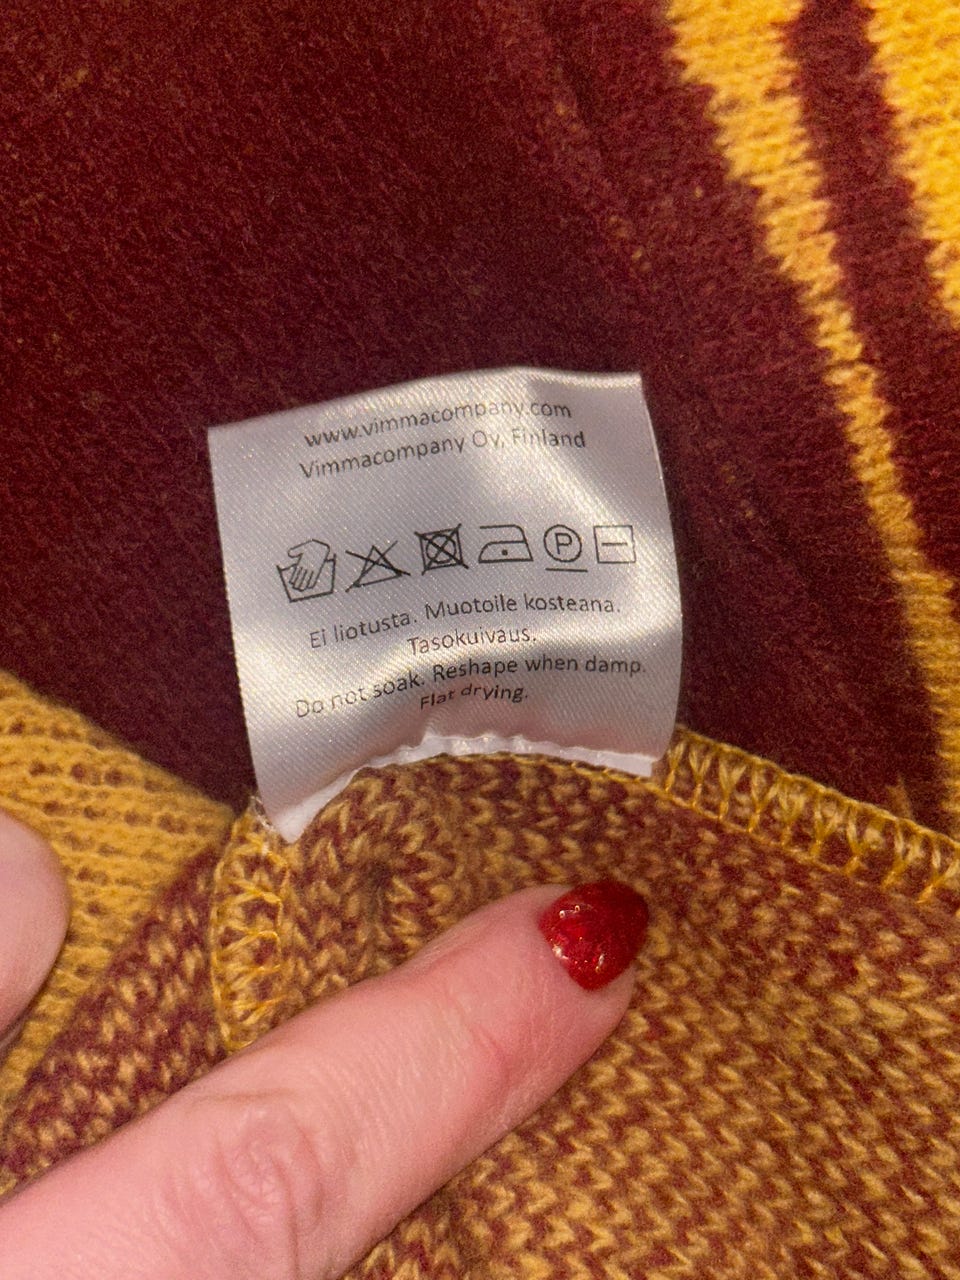 www.vimmacompany.com
Vimmacompany Oy, Finland
P
Ei liotusta. Muotoile kosteana.
Tasokuivaus.
Do not soak. Reshape when damp.
Flat drying.